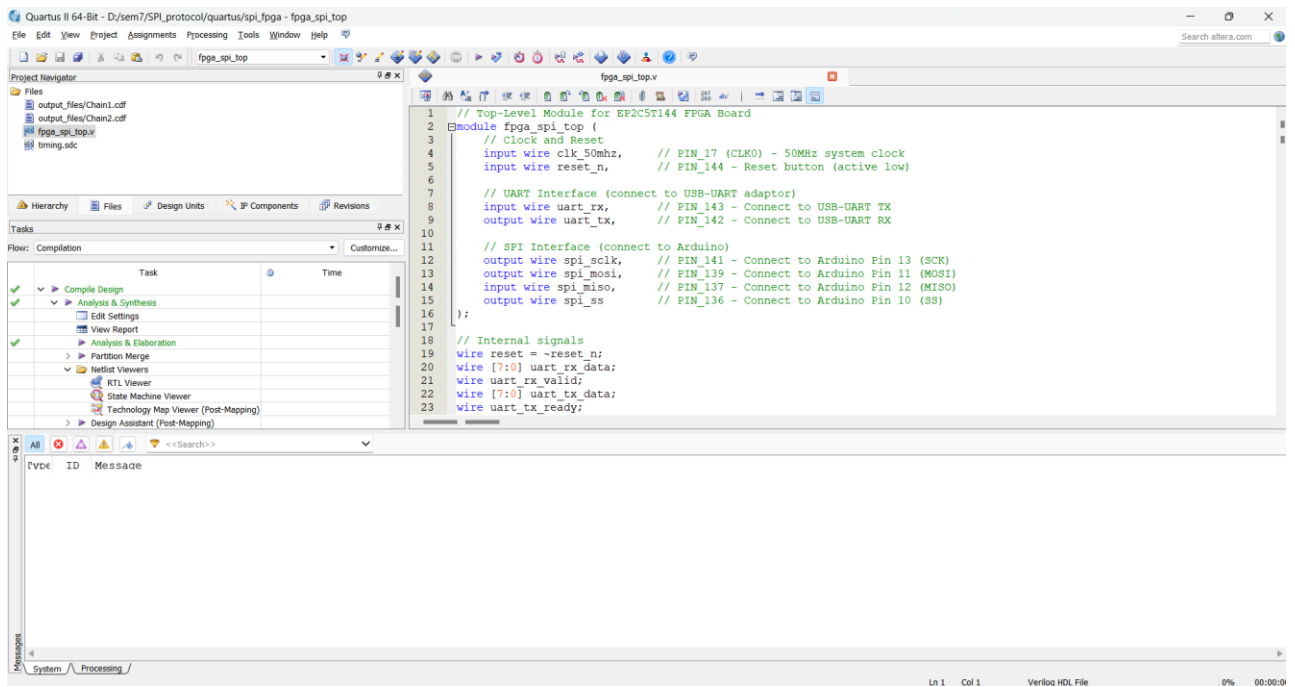 Quartus II 64-Bit - D:/sem7/SPI_protocol/quartus/spi_fpga - fpga_spi_top
File Edit View Project Assignments Processing Tools Window Help
Search altera.com
fpga_spi_top
Project Navigator
Files
output_files/Chain1.cdf
output_files/Chain2.cdf
fpga_spi_top.v
timing.sdc
Hierarchy Files Design Units IP Components Revisions
Tasks
Flow: Compilation Customize...
Task Time
Compile Design
Analysis & Synthesis
Edit Settings
View Report
Analysis & Elaboration
Partition Merge
Netlist Viewers
RTL Viewer
State Machine Viewer
Technology Map Viewer (Post-Mapping)
Design Assistant (Post-Mapping)
fpga_spi_top.v
1 // Top-Level Module for EP2C5T144 FPGA Board
2 module fpga_spi_top (
3 // Clock and Reset
4 input wire clk_50mhz, // PIN_17 (CLK0) - 50MHz system clock
5 input wire reset_n, // PIN_144 - Reset button (active low)
6
7 // UART Interface (connect to USB-UART adaptor)
8 input wire uart_rx, // PIN_143 - Connect to USB-UART TX
9 output wire uart_tx, // PIN_142 - Connect to USB-UART RX
10
11 // SPI Interface (connect to Arduino)
12 output wire spi_sclk, // PIN_141 - Connect to Arduino Pin 13 (SCK)
13 output wire spi_mosi, // PIN_139 - Connect to Arduino Pin 11 (MOSI)
14 input wire spi_miso, // PIN_137 - Connect to Arduino Pin 12 (MISO)
15 output wire spi_ss // PIN_136 - Connect to Arduino Pin 10 (SS)
16 );
17
18 // Internal signals
19 wire reset = ~reset_n;
20 wire [7:0] uart_rx_data;
21 wire uart_rx_valid;
22 wire [7:0] uart_tx_data;
23 wire uart_tx_ready;
All <<Search>>
Type ID Message
Messages
System Processing
Ln 1 Col 1 Verilog HDL File 0% 00:00:0